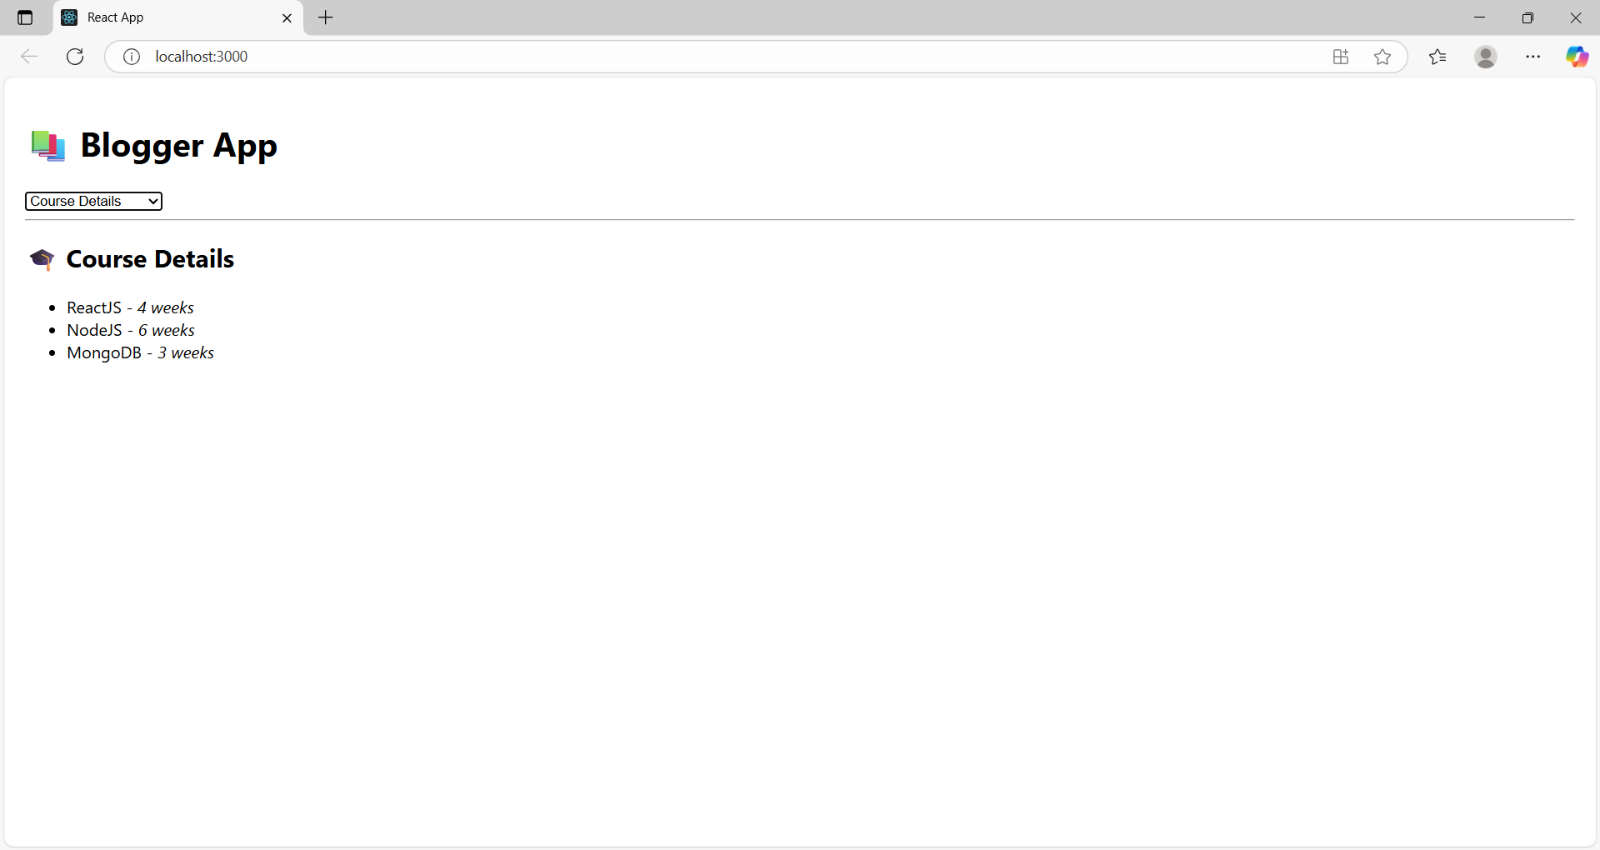 React App
localhost:3000
📚 Blogger App
Course Details
🎓 Course Details
• ReactJS - 4 weeks
• NodeJS - 6 weeks
• MongoDB - 3 weeks